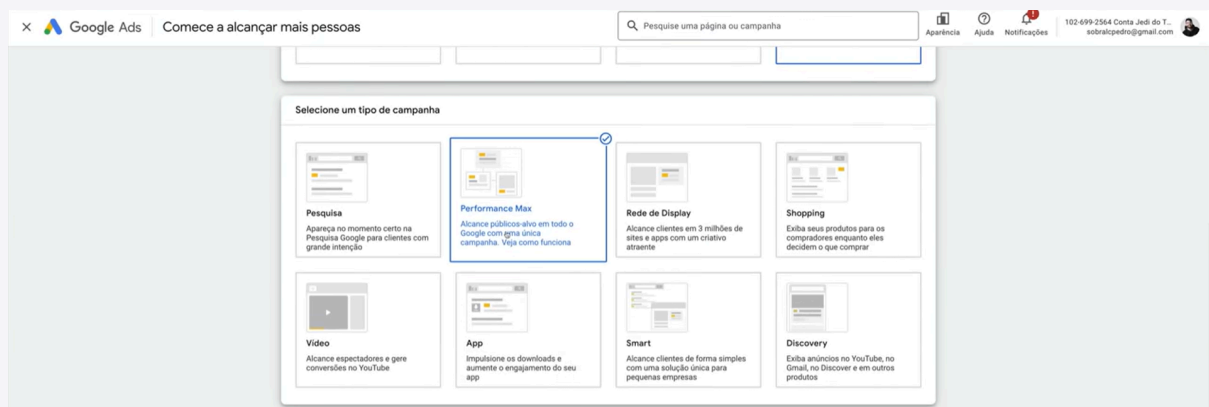 Google Ads
Comece a alcançar mais pessoas
Pesquise uma página ou campanha
Aparência
Ajuda
Notificações
102-699-2564 Conta Jedi do T...
sobralcpedro@gmail.com
Selecione um tipo de campanha
Pesquisa
Apareça no momento certo na
Pesquisa Google para clientes com
grande intenção
Performance Max
Alcance públicos-alvo em todo o
Google com uma única
campanha. Veja como funciona
Rede de Display
Alcance clientes em 3 milhões de
sites e apps com um criativo
atraente
Shopping
Exiba seus produtos para os
compradores enquanto eles
decidem o que comprar
Vídeo
Alcance espectadores e gere
conversões no YouTube
App
Impulsione os downloads e
aumente o engajamento do seu
app
Smart
Alcance clientes de forma simples
com uma solução única para
pequenas empresas
Discovery
Exiba anúncios no YouTube, no
Gmail, no Discover e em outros
produtos